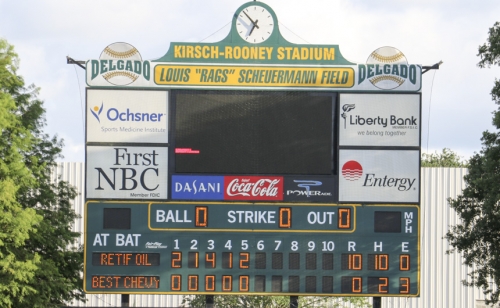 KIRSCH-ROONEY STADIUM
DELGADO
LOUIS "RAGS" SCHEUERMANN FIELD
DELGADO
Ochsner
Sports Medicine Institute
Liberty Bank
we belong together
First
NBC
Member FDIC
Entergy
DASANI
Coca-Cola
POWERADE
BALL 0 STRIKE 0 OUT 0
MPH
AT BAT 1 2 3 4 5 6 7 8 9 10 R H E
RETIF OIL 2 1 4 1 2 10 10 0
BEST CHEVY 0 0 0 0 0 0 2 3